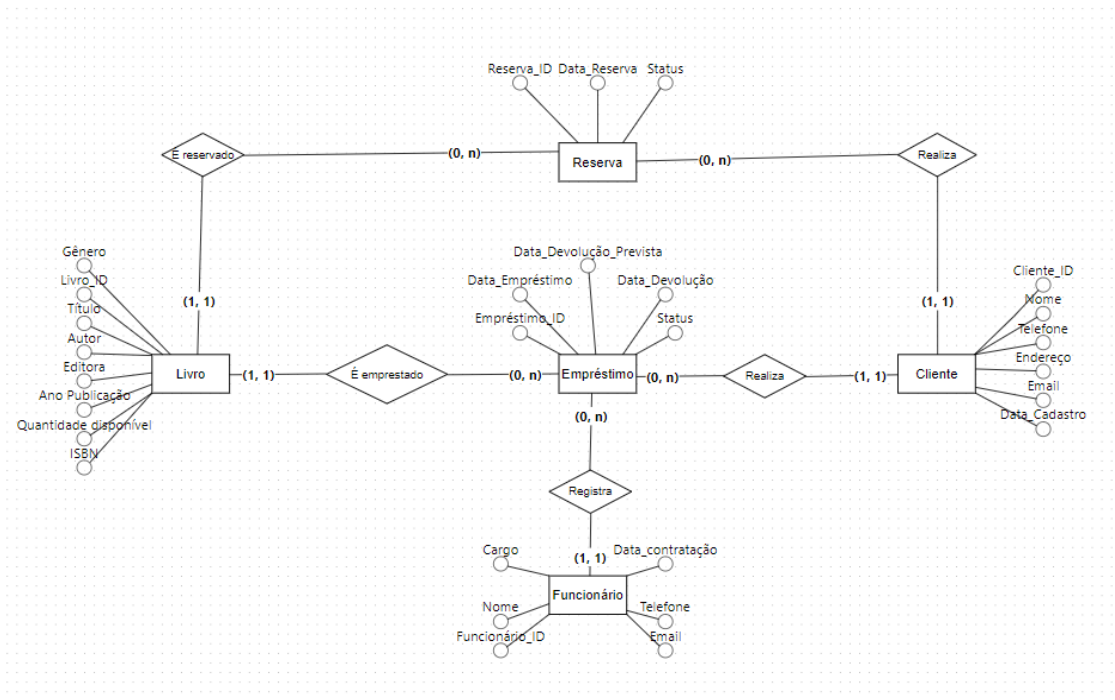 Reserva_ID Data_Reserva Status
É reservado
(0, n)
Reserva
(0, n)
Realiza
Gênero
Livro_ID
Título
Autor
Editora
Ano Publicação
Quantidade disponível
ISBN
(1, 1)
Livro
(1, 1)
É emprestado
(0, n)
Data_Devolução_Prevista
Data_Empréstimo
Data_Devolução
Empréstimo_ID
Status
Empréstimo
(0, n)
Realiza
(1, 1)
(1, 1)
Cliente
Cliente_ID
Nome
Telefone
Endereço
Email
Data_Cadastro
(0, n)
Registra
(1, 1)
Cargo
Data_contratação
Funcionário
Nome
Telefone
Funcionário_ID
Email